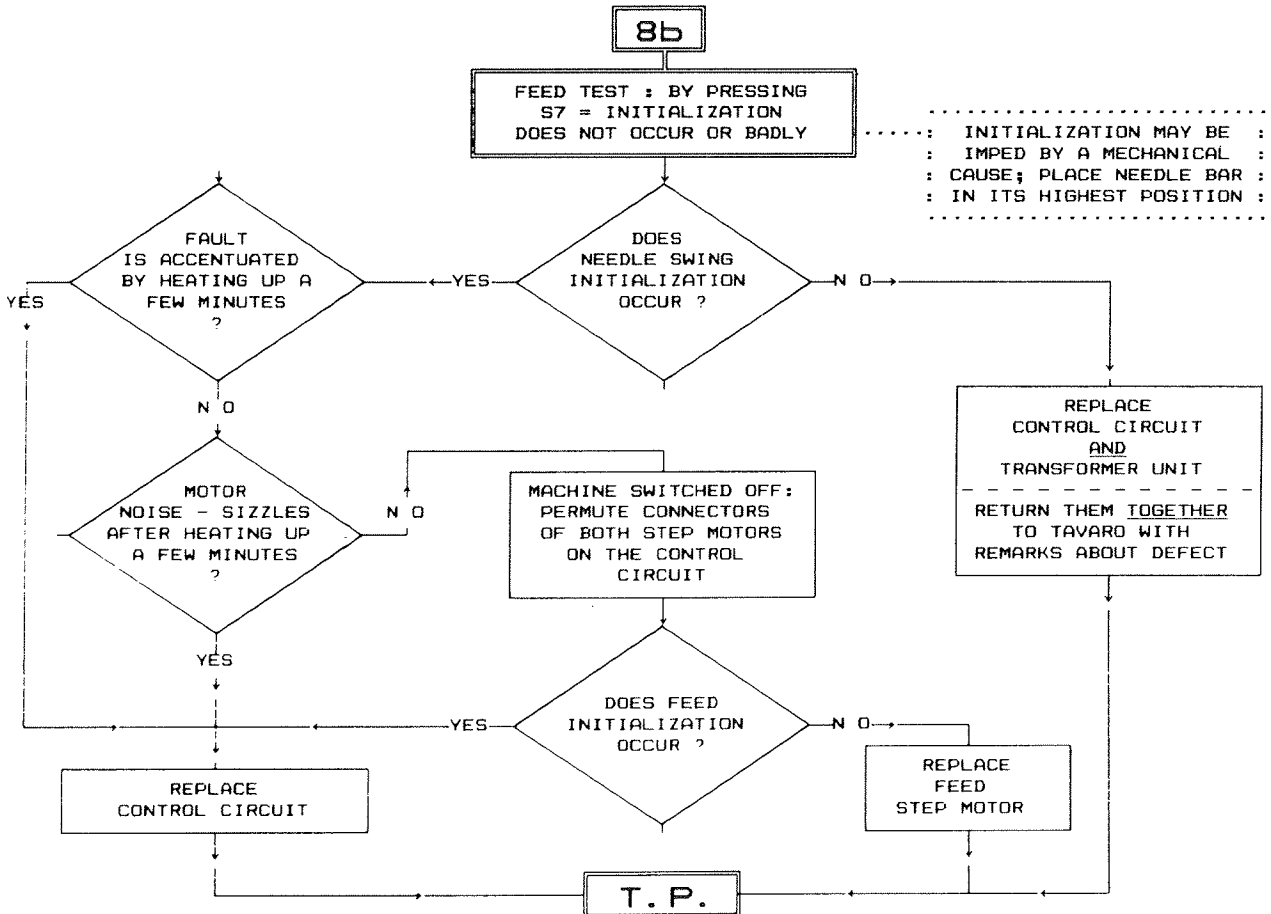 8b
FEED TEST : BY PRESSING
S7 = INITIALIZATION
DOES NOT OCCUR OR BADLY
INITIALIZATION MAY BE
IMPED BY A MECHANICAL
CAUSE; PLACE NEEDLE BAR
IN ITS HIGHEST POSITION
DOES
NEEDLE SWING
INITIALIZATION
OCCUR ?
YES
N O
FAULT
IS ACCENTUATED
BY HEATING UP A
FEW MINUTES
?
YES
N O
REPLACE
CONTROL CIRCUIT
AND
TRANSFORMER UNIT
RETURN THEM TOGETHER
TO TAVARO WITH
REMARKS ABOUT DEFECT
MOTOR
NOISE - SIZZLES
AFTER HEATING UP
A FEW MINUTES
?
N O
YES
MACHINE SWITCHED OFF:
PERMUTE CONNECTORS
OF BOTH STEP MOTORS
ON THE CONTROL
CIRCUIT
DOES FEED
INITIALIZATION
OCCUR ?
YES
N O
REPLACE
CONTROL CIRCUIT
REPLACE
FEED
STEP MOTOR
T.P.